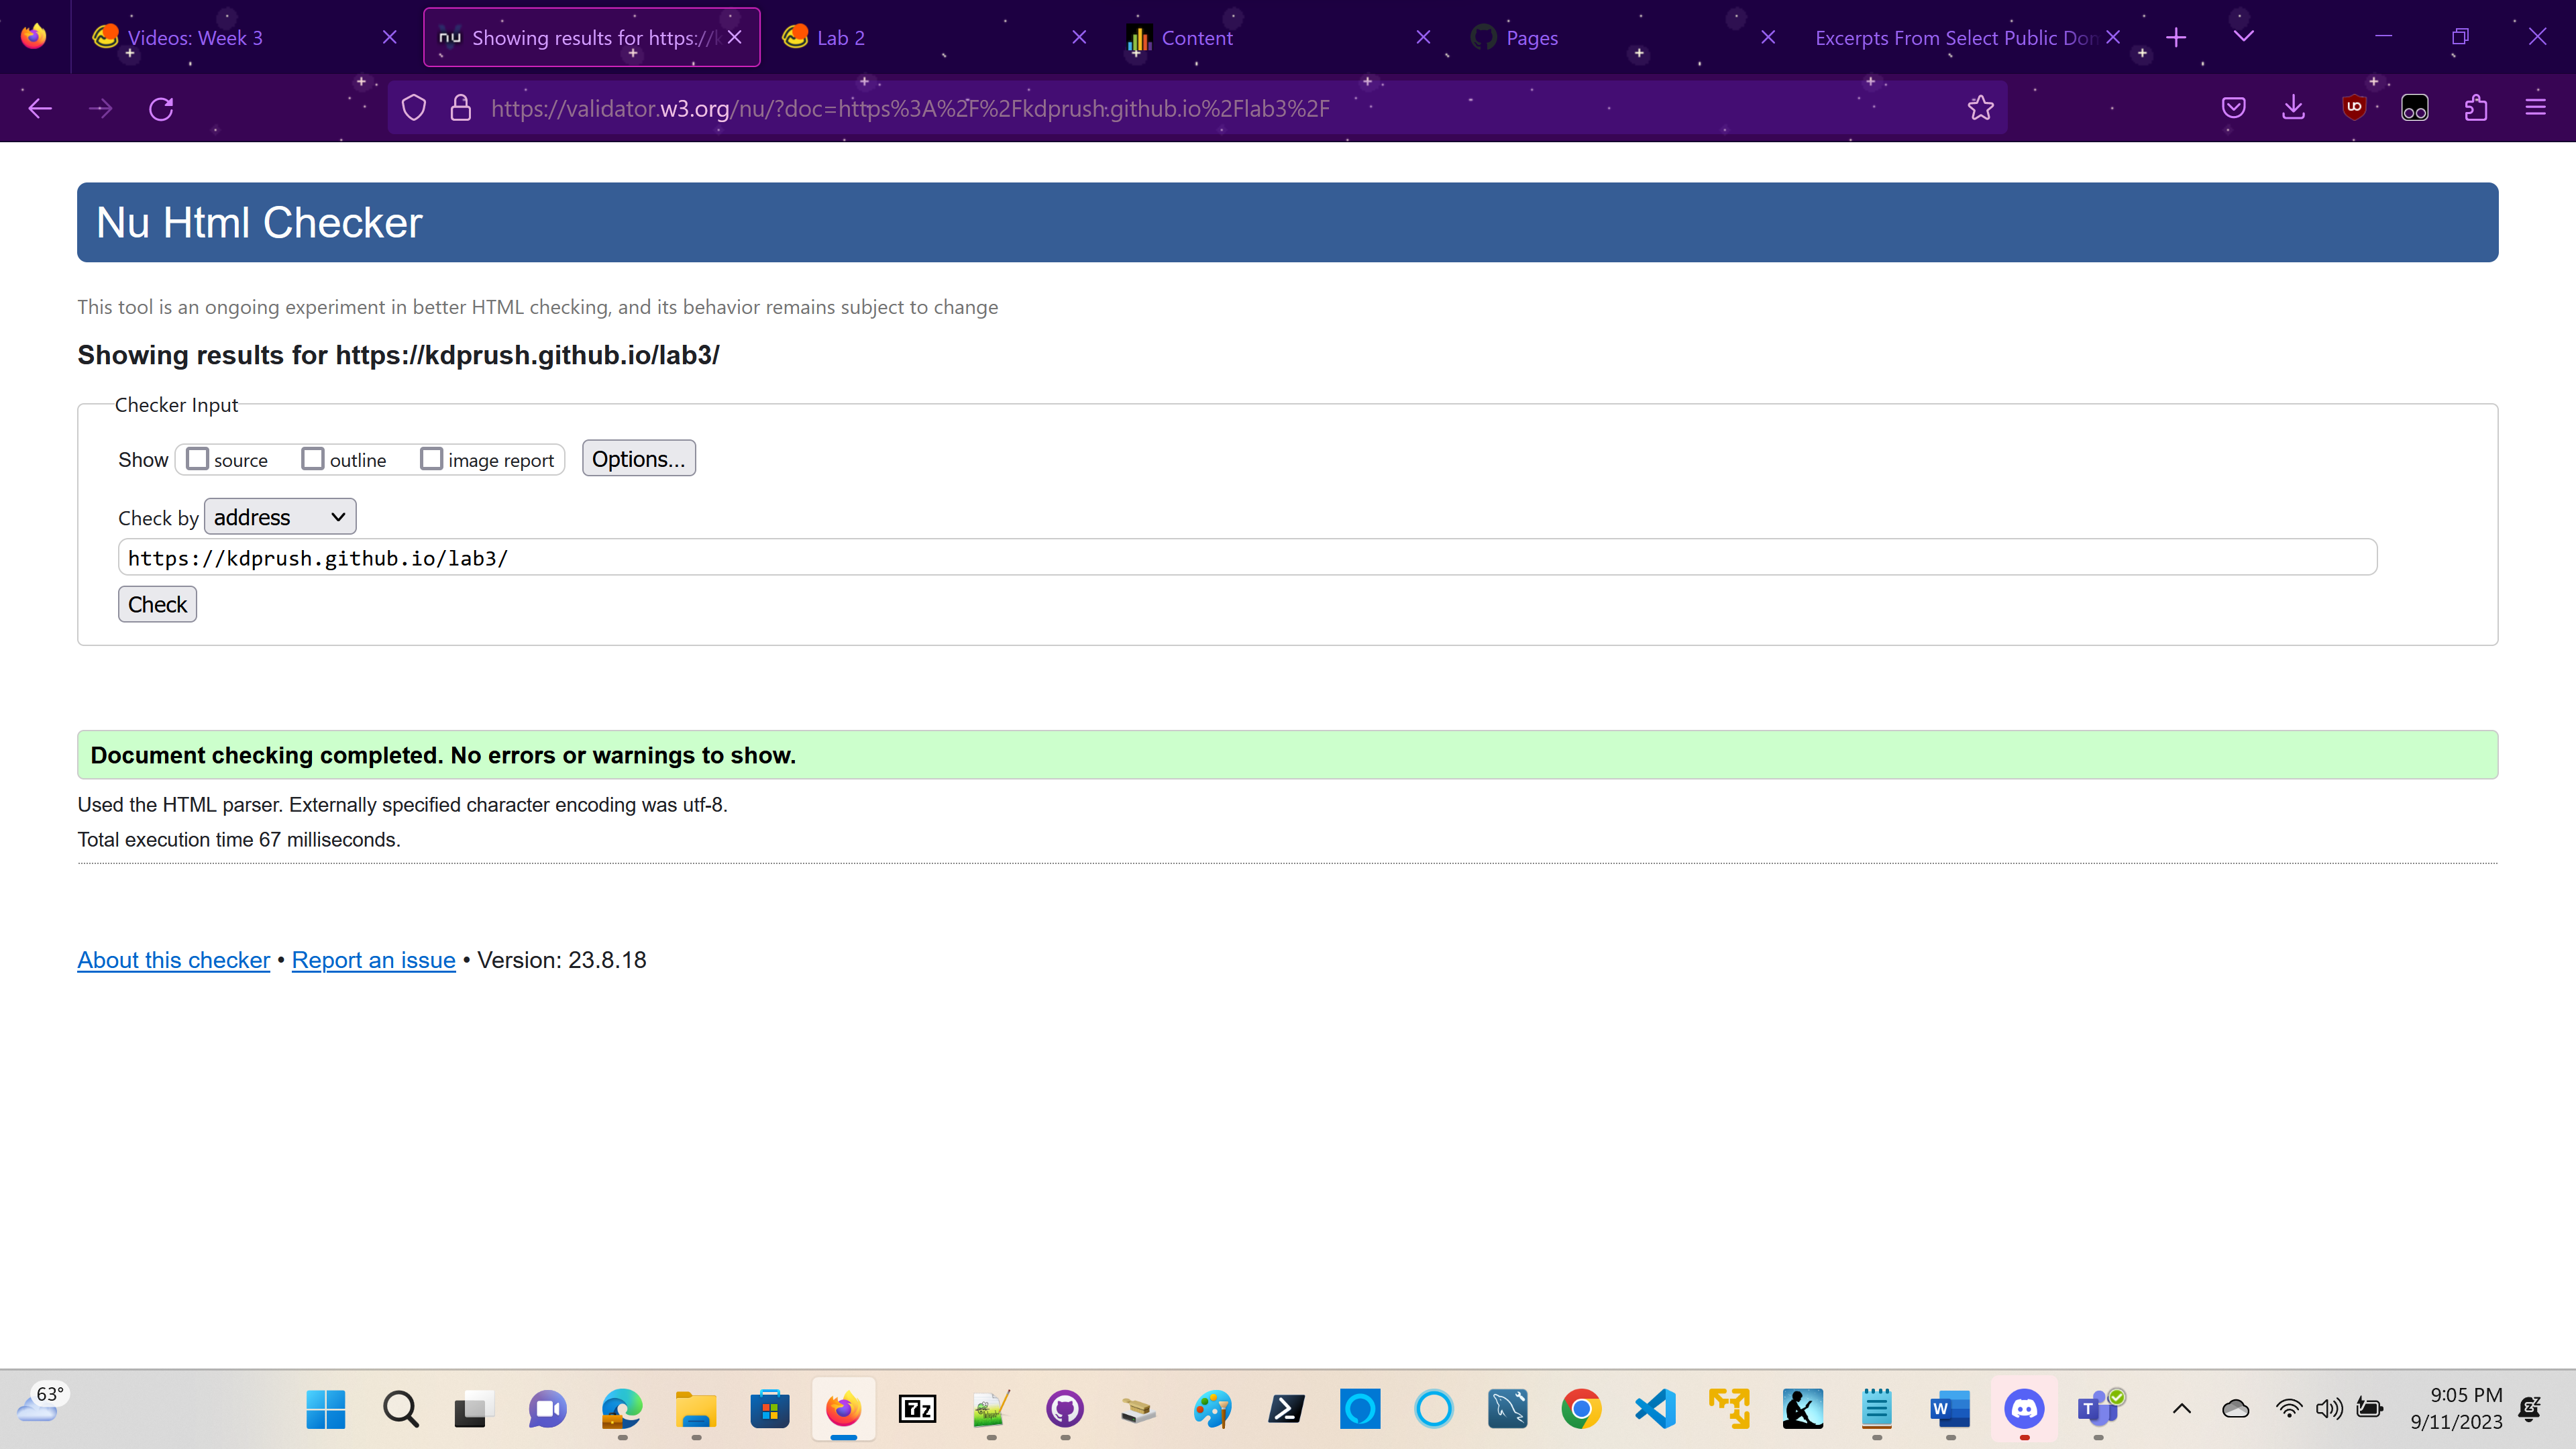 Videos: Week 3
nu Showing results for https://k
Lab 2
Content
Pages
Excerpts From Select Public Don
https://validator.w3.org/nu/?doc=https%3A%2F%2Fkdprush.github.io%2Flab3%2F
Nu Html Checker
This tool is an ongoing experiment in better HTML checking, and its behavior remains subject to change
Showing results for https://kdprush.github.io/lab3/
Checker Input
Show source outline image report Options...
Check by address
https://kdprush.github.io/lab3/
Check
Document checking completed. No errors or warnings to show.
Used the HTML parser. Externally specified character encoding was utf-8.
Total execution time 67 milliseconds.
About this checker • Report an issue • Version: 23.8.18
63°
7z
9:05 PM
9/11/2023